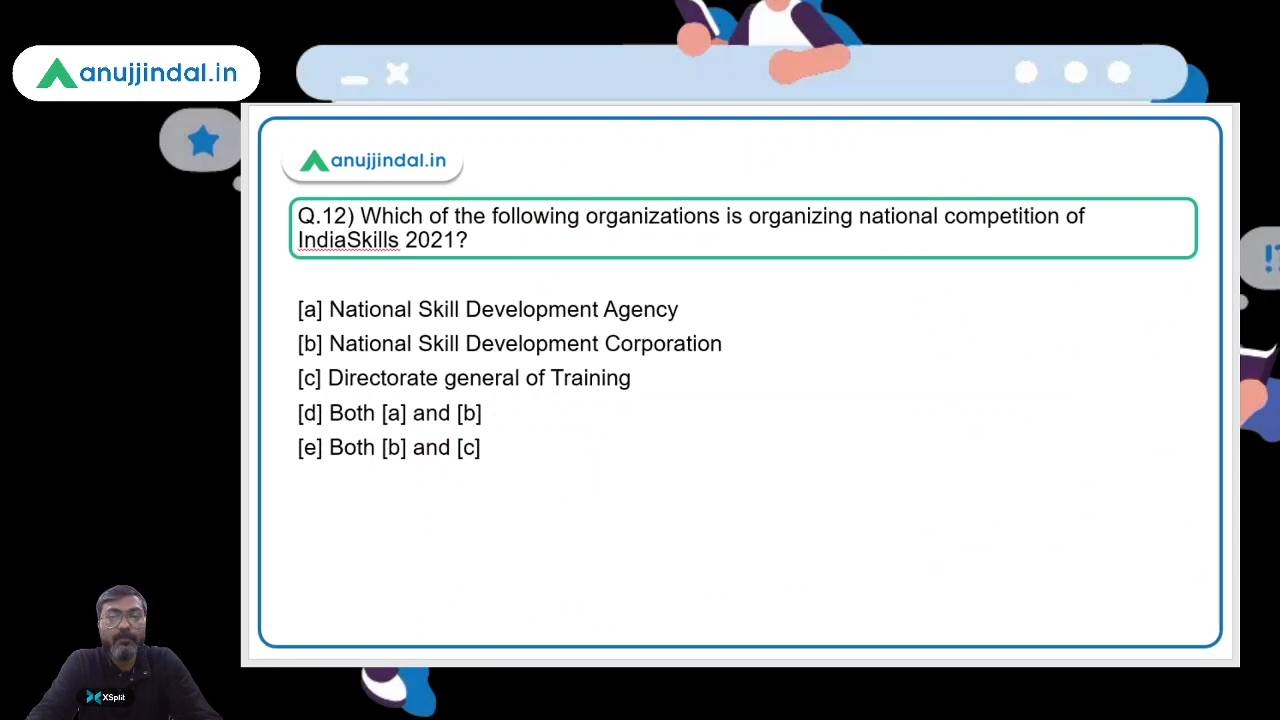 anujjindal.in
anujjindal.in
Q.12) Which of the following organizations is organizing national competition of
IndiaSkills 2021?
[a] National Skill Development Agency
[b] National Skill Development Corporation
[c] Directorate general of Training
[d] Both [a] and [b]
[e] Both [b] and [c]
XSplit